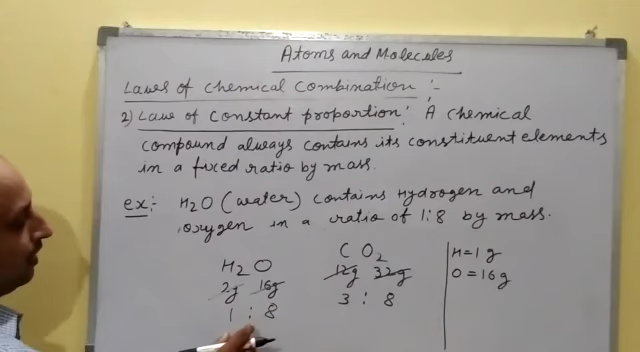 Atoms and Molecules
Laws of chemical combination :-
2) Law of constant proportion: A chemical
compound always contains its constituent elements
in a fixed ratio by mass.
ex:- H2O (water) contains Hydrogen and
oxygen in a ratio of 1:8 by mass.
H2O CO2 H=1g
2g 16g 12g 32g O=16g
1 : 8 3 : 8